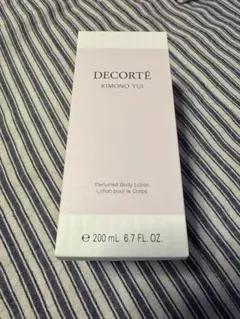 DECORTÉ
KIMONO YUI
Perfumed Body Lotion
Lotion pour le Corps
℮ 200 mL 6.7 FL. OZ.